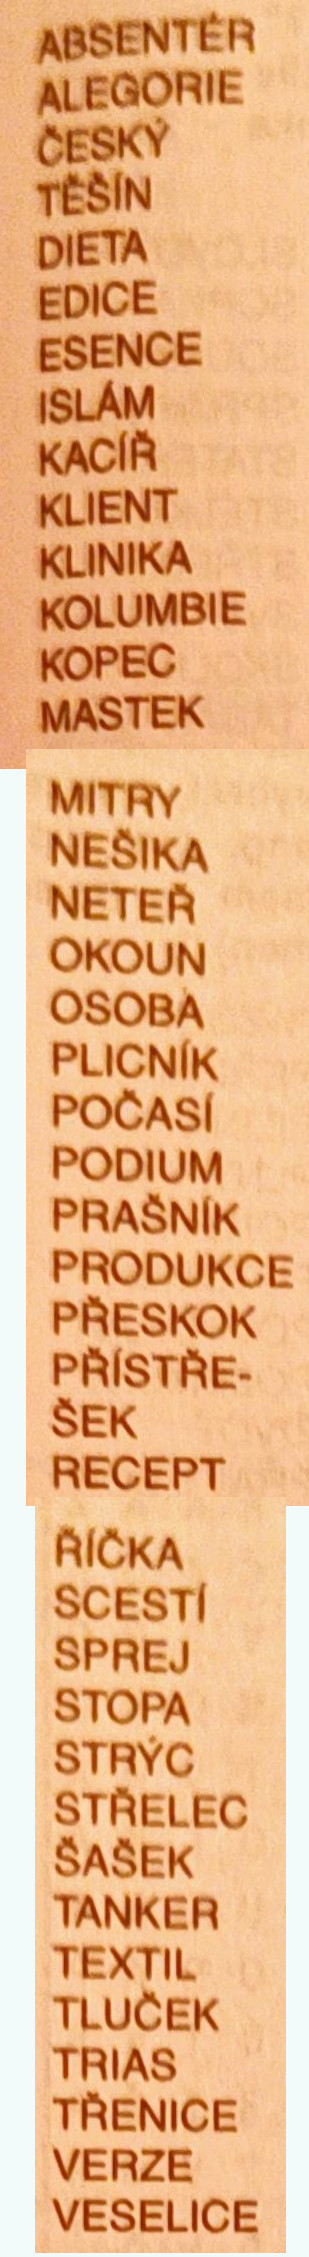 ABSENTÉR
ALEGORIE
ČESKÝ
TĚŠÍN
DIETA
EDICE
ESENCE
ISLÁM
KACÍŘ
KLIENT
KLINIKA
KOLUMBIE
KOPEC
MASTEK
MITRY
NEŠIKA
NETEŘ
OKOUN
OSOBA
PLICNÍK
POČASÍ
PODIUM
PRAŠNÍK
PRODUKCE
PŘESKOK
PŘÍSTŘE-
ŠEK
RECEPT
ŘÍČKA
SCESTÍ
SPREJ
STOPA
STRÝC
STŘELEC
ŠAŠEK
TANKER
TEXTIL
TLUČEK
TRIAS
TŘENICE
VERZE
VESELICE